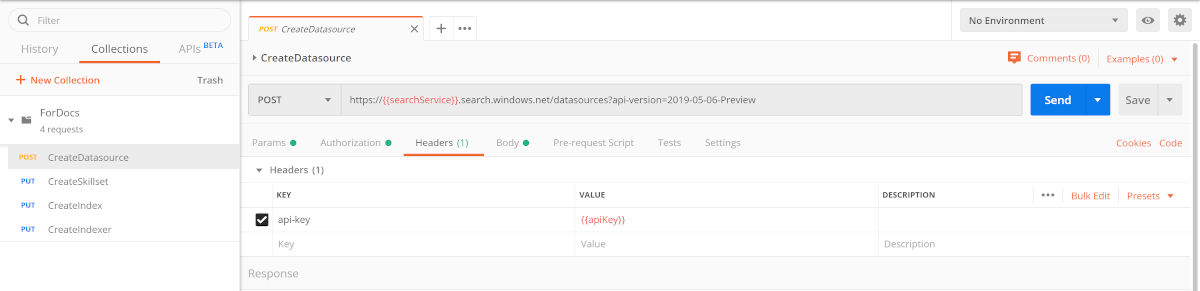 Filter
History Collections APIs BETA
+ New Collection Trash
ForDocs
4 requests
POST CreateDatasource
PUT CreateSkillset
PUT CreateIndex
PUT CreateIndexer
POST CreateDatasource
No Environment
CreateDatasource
Comments (0) Examples (0)
POST https://{{searchService}}.search.windows.net/datasources?api-version=2019-05-06-Preview Send Save
Params Authorization Headers (1) Body Pre-request Script Tests Settings Cookies Code
Headers (1)
KEY VALUE DESCRIPTION ••• Bulk Edit Presets
api-key {{apiKey}}
Key Value Description
Response